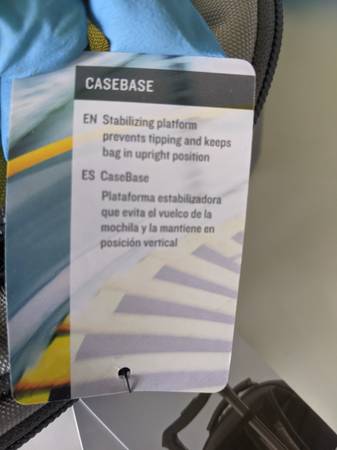 CASEBASE
EN Stabilizing platform
prevents tipping and keeps
bag in upright position
ES CaseBase
Plataforma estabilizadora
que evita el vuelco de la
mochila y la mantiene en
posición vertical